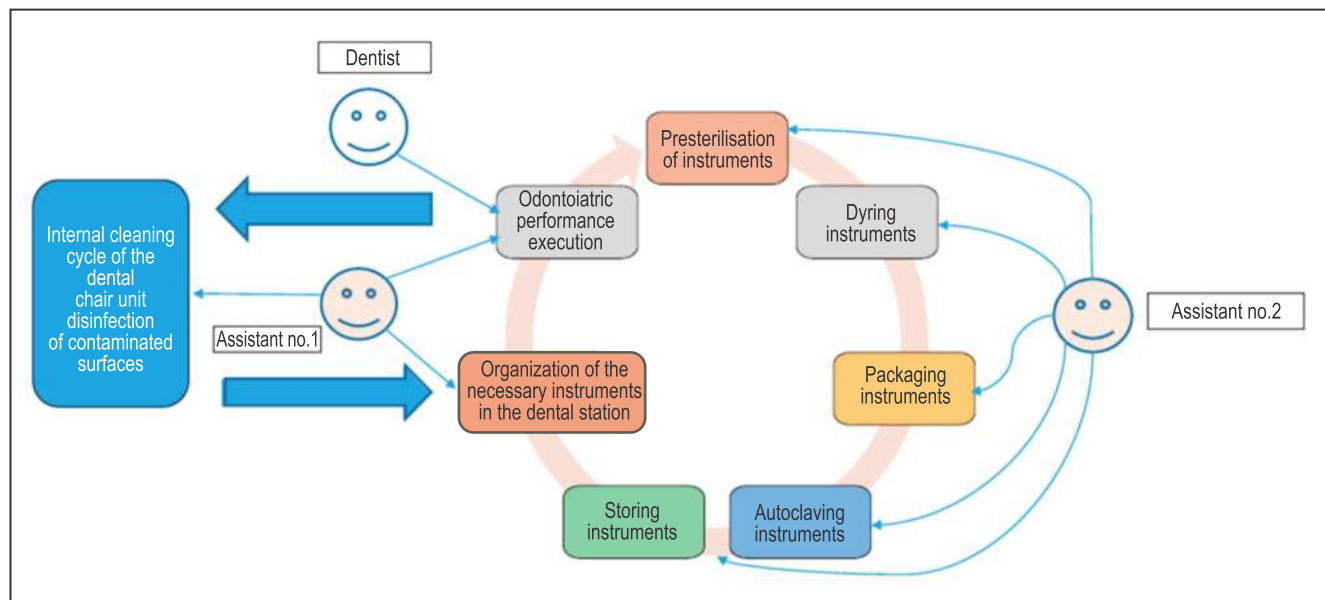 Dentist
Presterilisation
of instruments
Odontoiatric
performance
execution
Dyring
instruments
Internal cleaning
cycle of the
dental
chair unit
disinfection
of contaminated
surfaces
Assistant no.1
Assistant no.2
Organization of the
necessary instruments
in the dental station
Packaging
instruments
Storing
instruments
Autoclaving
instruments